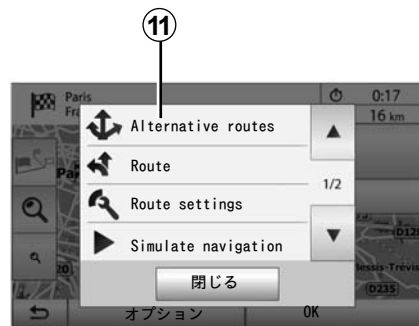 11
Paris
Fra
0:17
16 km
Alternative routes
Route
1/2
Route settings
Simulate navigation
閉じる
オプション
OK
D235